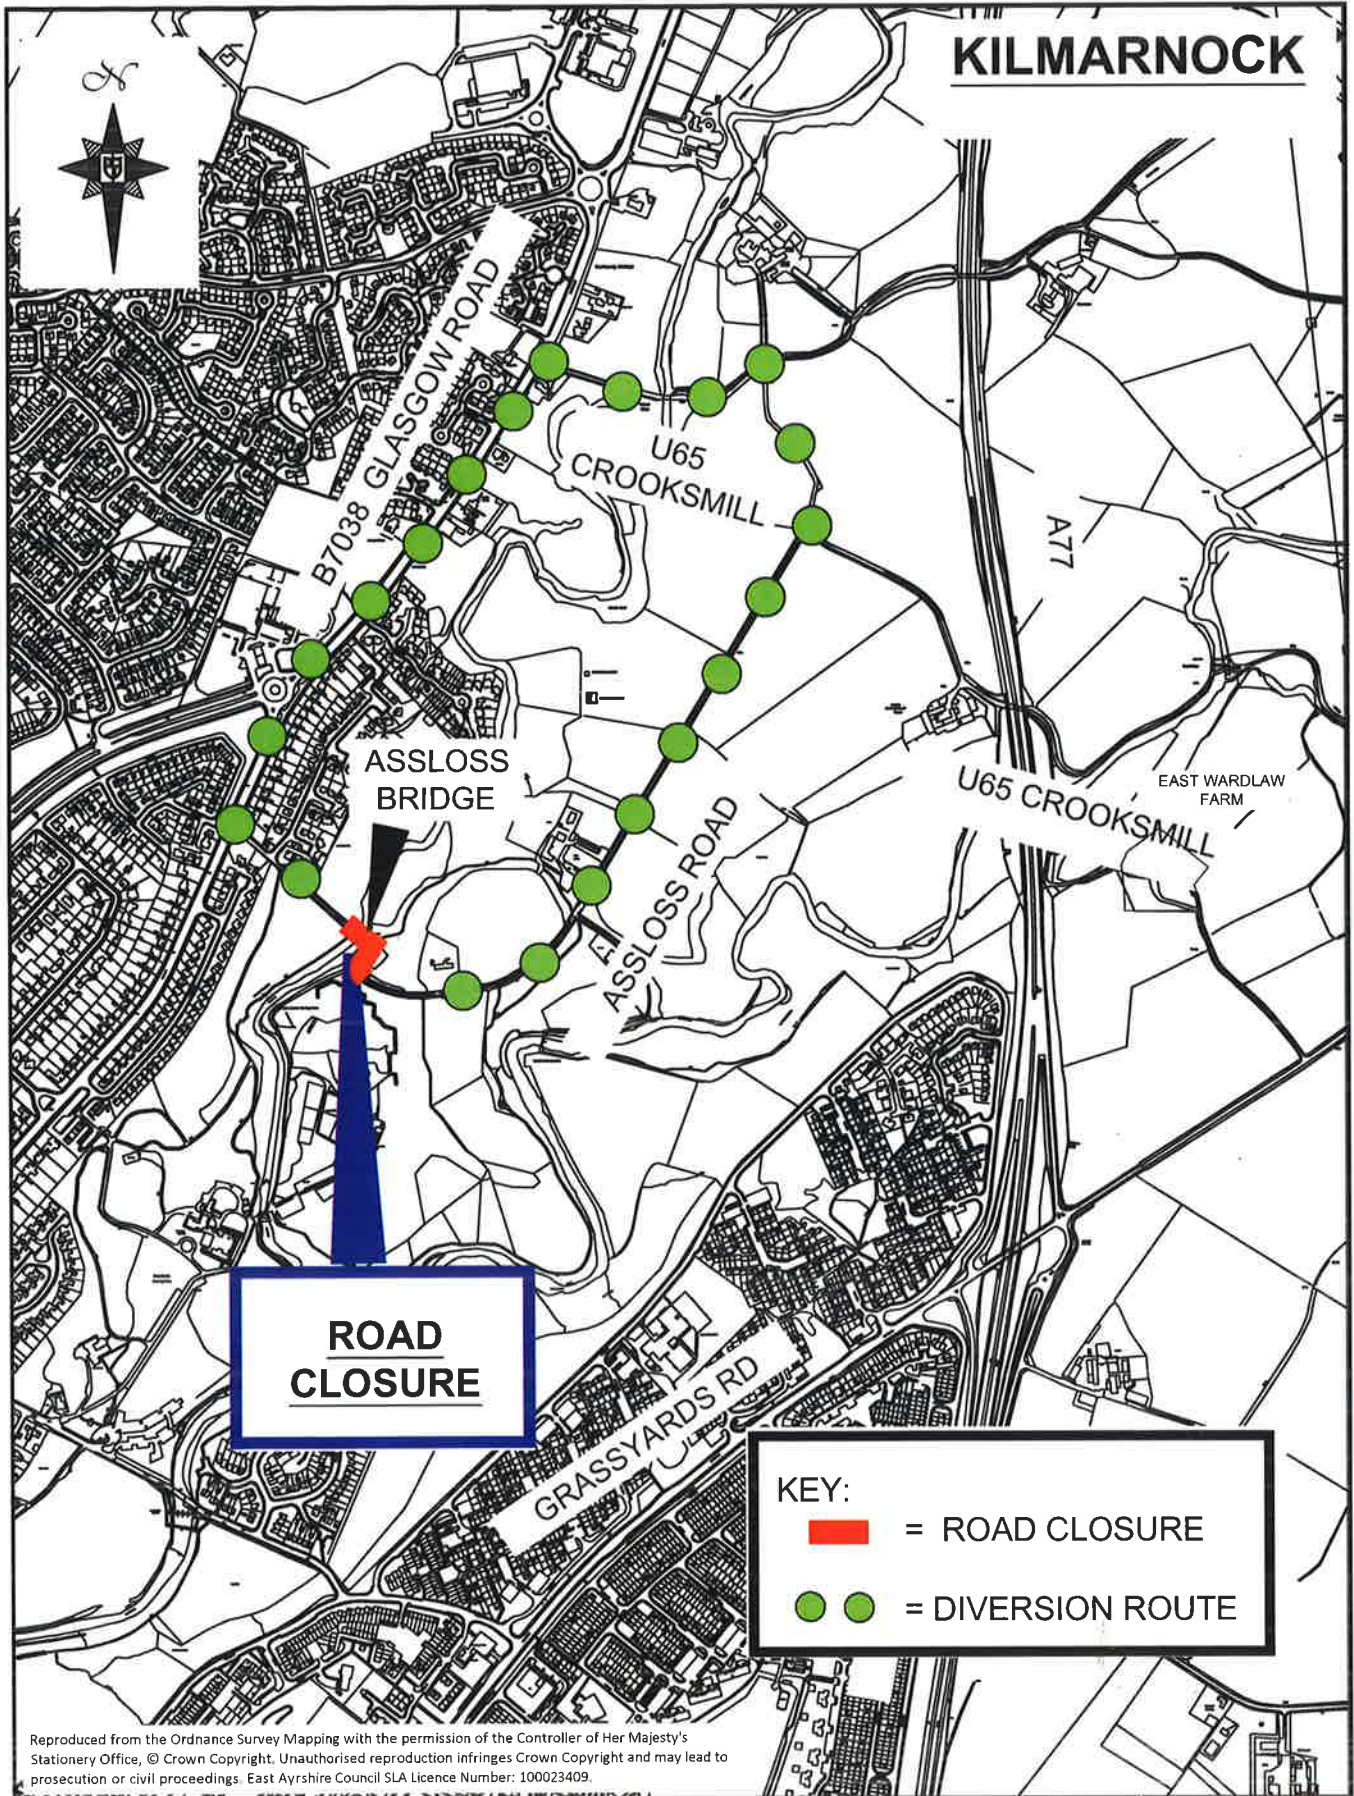 KILMARNOCK
N
B7038 GLASGOW ROAD
U65
CROOKSMILL
A77
ASSLOSS
BRIDGE
ASSLOSS ROAD
U65 CROOKSMILL
EAST WARDLAW
FARM
ROAD
CLOSURE
GRASSYARDS RD
KEY:
= ROAD CLOSURE
= DIVERSION ROUTE
Reproduced from the Ordnance Survey Mapping with the permission of the Controller of Her Majesty's
Stationery Office, © Crown Copyright. Unauthorised reproduction infringes Crown Copyright and may lead to
prosecution or civil proceedings. East Ayrshire Council SLA Licence Number: 100023409.